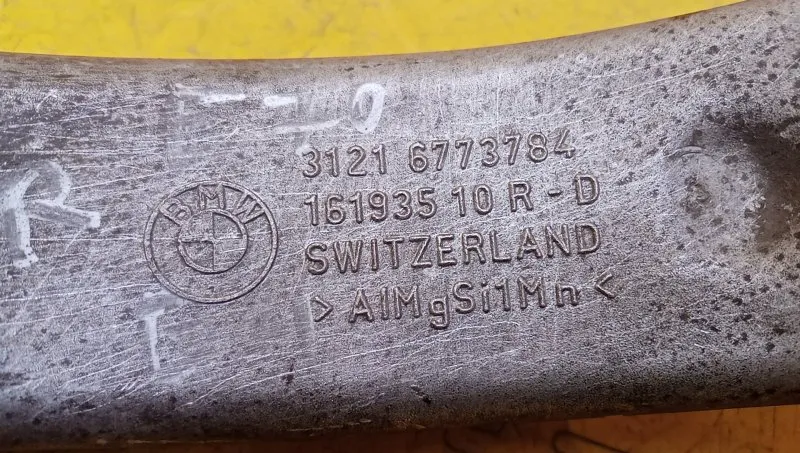 R
BMW
3121 6773784
161935 10 R - D
SWITZERLAND
> AlMgSi1Mn <